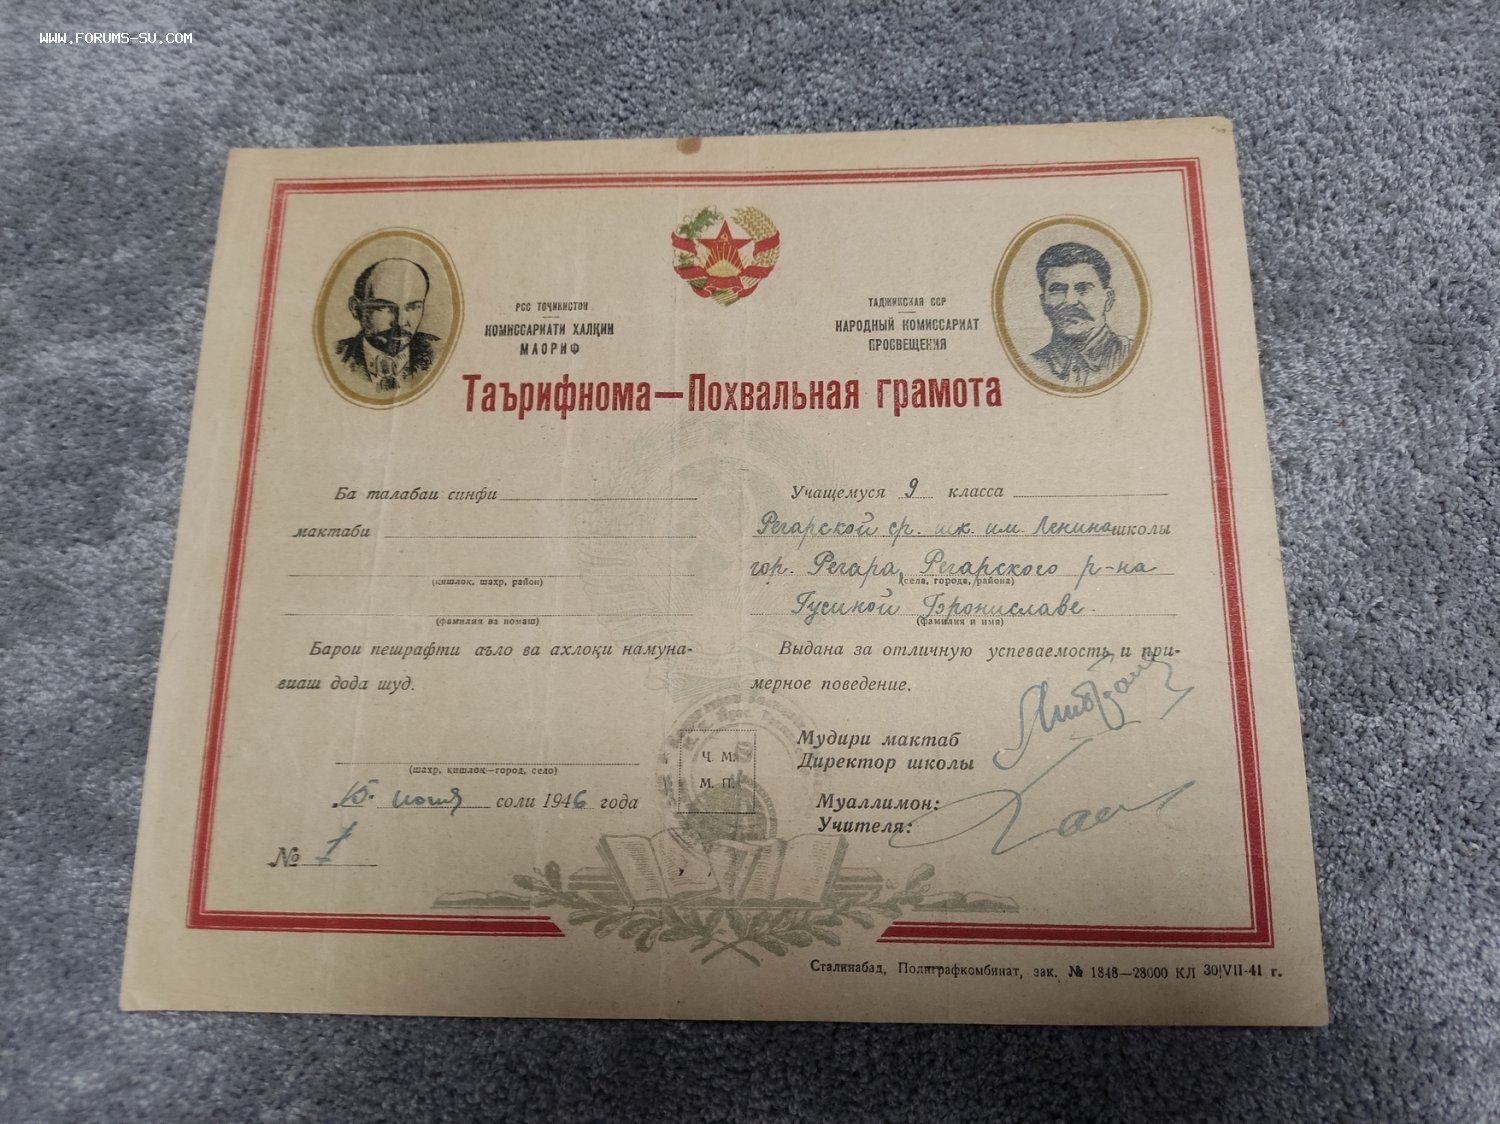 WWW.FORUMS-SU.COM
РСС ТОҶИКИСТОН
КОМИССАРИАТИ ХАЛҚИИ
МАОРИФ
ТАДЖИКСКАЯ ССР
НАРОДНЫЙ КОМИССАРИАТ
ПРОСВЕЩЕНИЯ
Таърифнома—Похвальная грамота
Ба талабаи синфи
мактаби
(кишлок, шахр, район)
(фамилия ва номаш)
Барои пешрафти аъло ва ахлоқи намуна-
виаш дода шуд.
(шахр, кишлок—город, село)
15 июня соли 1946 года
№ 1
Учащемуся 9 класса
Регарской ср. шк. им. Ленина школы
гор. Регара, Регарского р-на
(села, города, района)
Гусиной Брониславе.
(фамилия и имя)
Выдана за отличную успеваемость и при-
мерное поведение.
Ч. М.
М. П.
Мудири мактаб
Директор школы
Муаллимон:
Учителя:
Сталинабад, Полиграфкомбинат, зак. № 1848—28000 КЛ 30/VII-41 г.